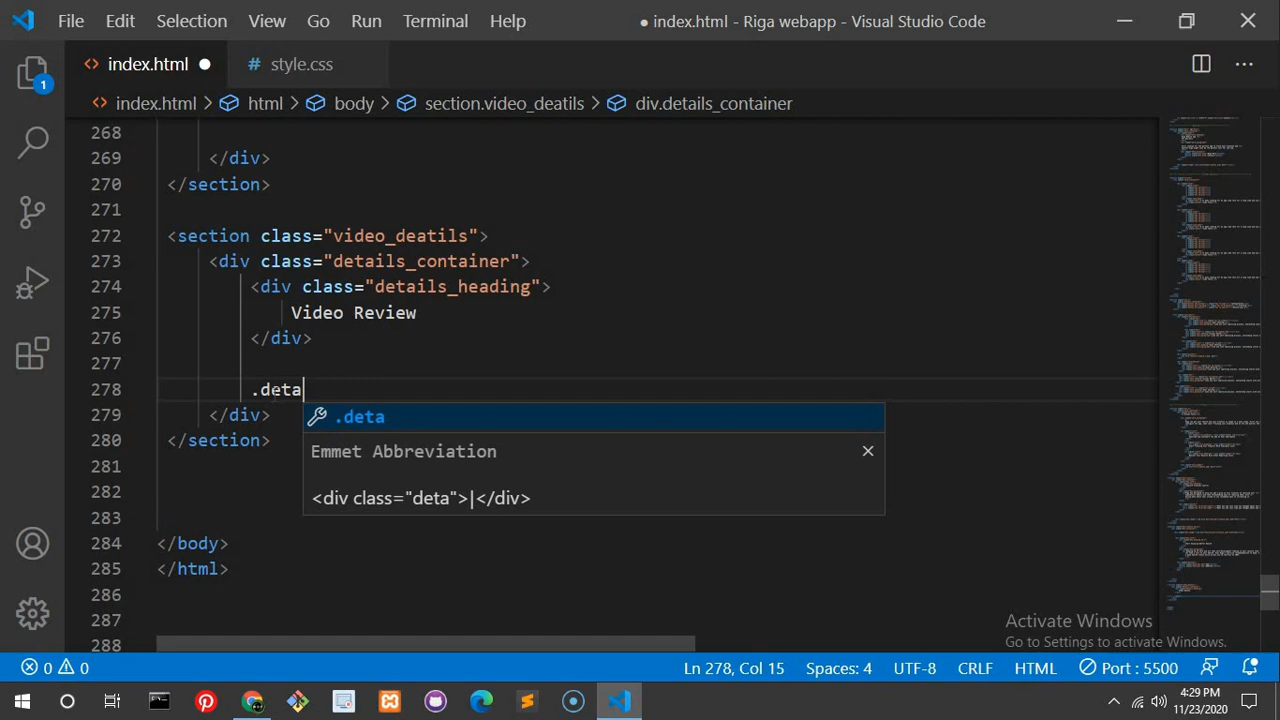 File Edit Selection View Go Run Terminal Help ● index.html - Riga webapp - Visual Studio Code
index.html ● style.css
index.html > html > body > section.video_deatils > div.details_container
268
269 </div>
270 </section>
271
272 <section class="video_deatils">
273 <div class="details_container">
274 <div class="details_heading">
275 Video Review
276 </div>
277
278 .deta
279 </div>
280 </section>
281
282
283
284 </body>
285 </html>
286
287
288
.deta
Emmet Abbreviation
<div class="deta">|</div>
1
Activate Windows
Go to Settings to activate Windows.
0 0 Ln 278, Col 15 Spaces: 4 UTF-8 CRLF HTML Port : 5500
4:29 PM
11/23/2020